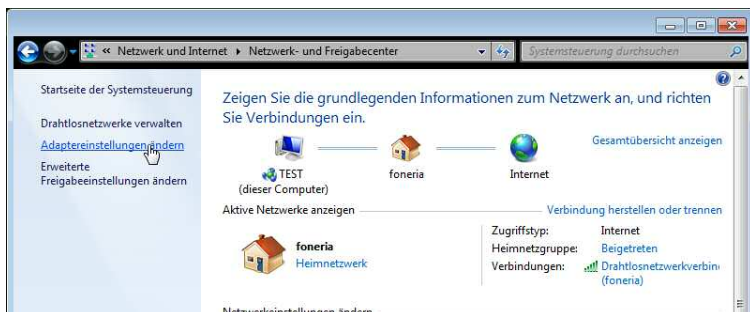 « Netzwerk und Internet ▸ Netzwerk- und Freigabecenter
Systemsteuerung durchsuchen
Startseite der Systemsteuerung
Drahtlosnetzwerke verwalten
Adaptereinstellungen ändern
Erweiterte
Freigabeeinstellungen ändern
Zeigen Sie die grundlegenden Informationen zum Netzwerk an, und richten
Sie Verbindungen ein.
Gesamtübersicht anzeigen
TEST
(dieser Computer)
foneria
Internet
Aktive Netzwerke anzeigen
Verbindung herstellen oder trennen
foneria
Heimnetzwerk
Zugriffstyp: Internet
Heimnetzgruppe: Beigetreten
Verbindungen: Drahtlosnetzwerkverbin
(foneria)
Netzwerkeinstellungen ändern